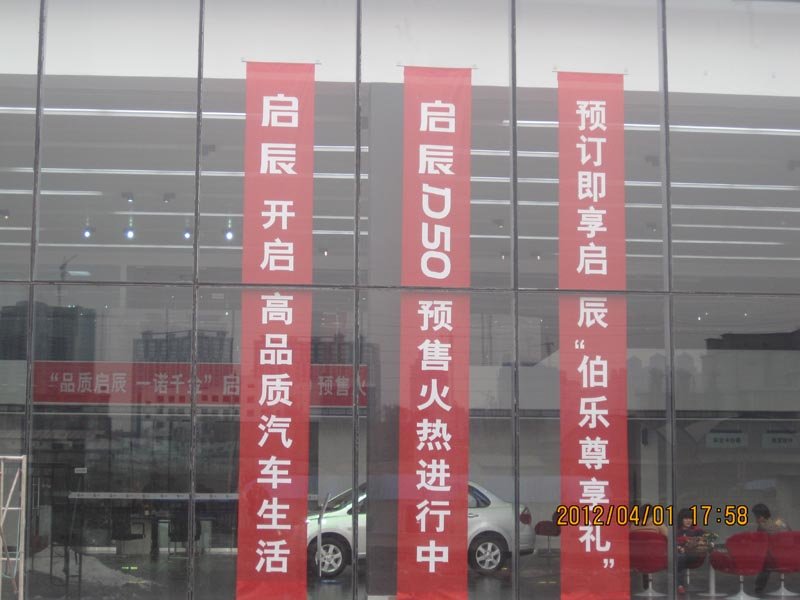 启辰 开启 高品质汽车生活
启辰D50 预售火热进行中
预订即享启辰“伯乐尊享礼”
“品质启辰 一诺千金”启 预售火
2012/04/01 17:58